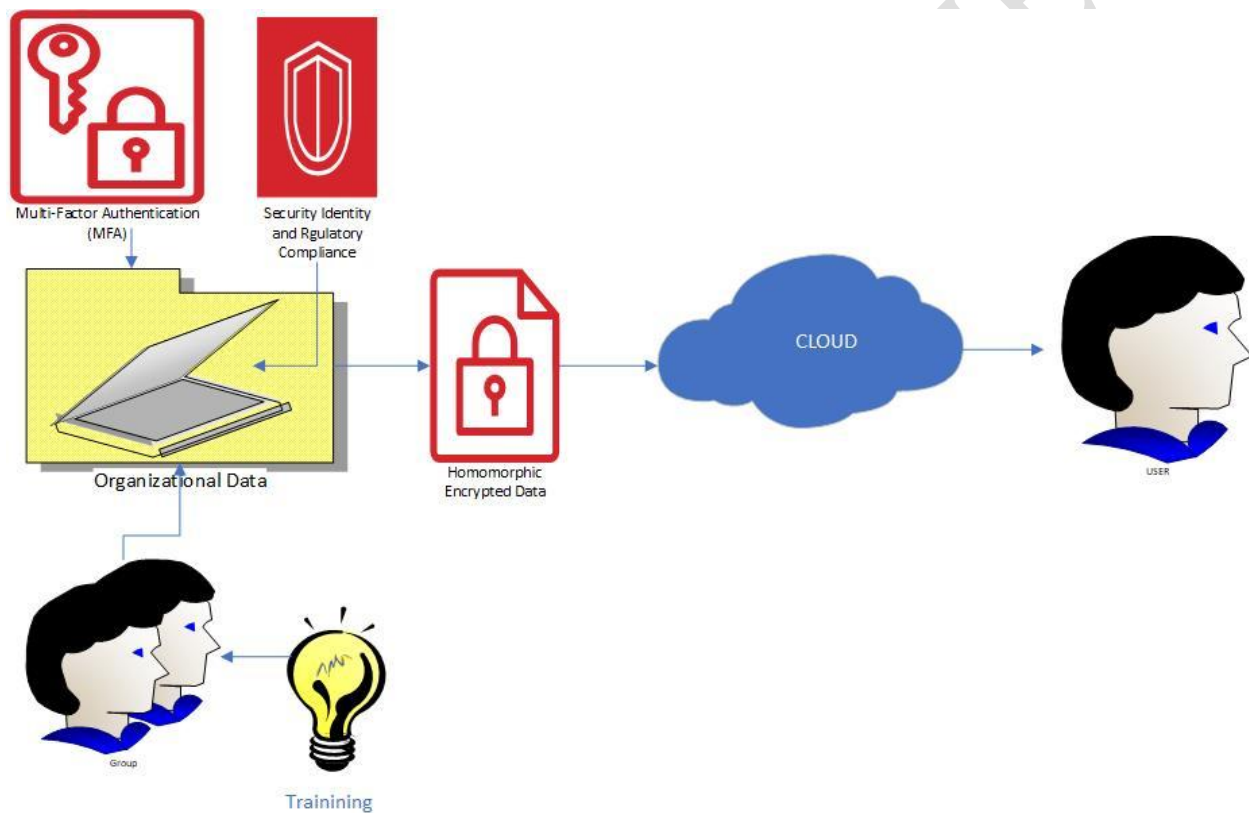 Multi-Factor Authentication
(MFA)
Security Identity
and Rgulatory
Compliance
CLOUD
USER
Organizational Data
Homomorphic
Encrypted Data
Group
Trainining